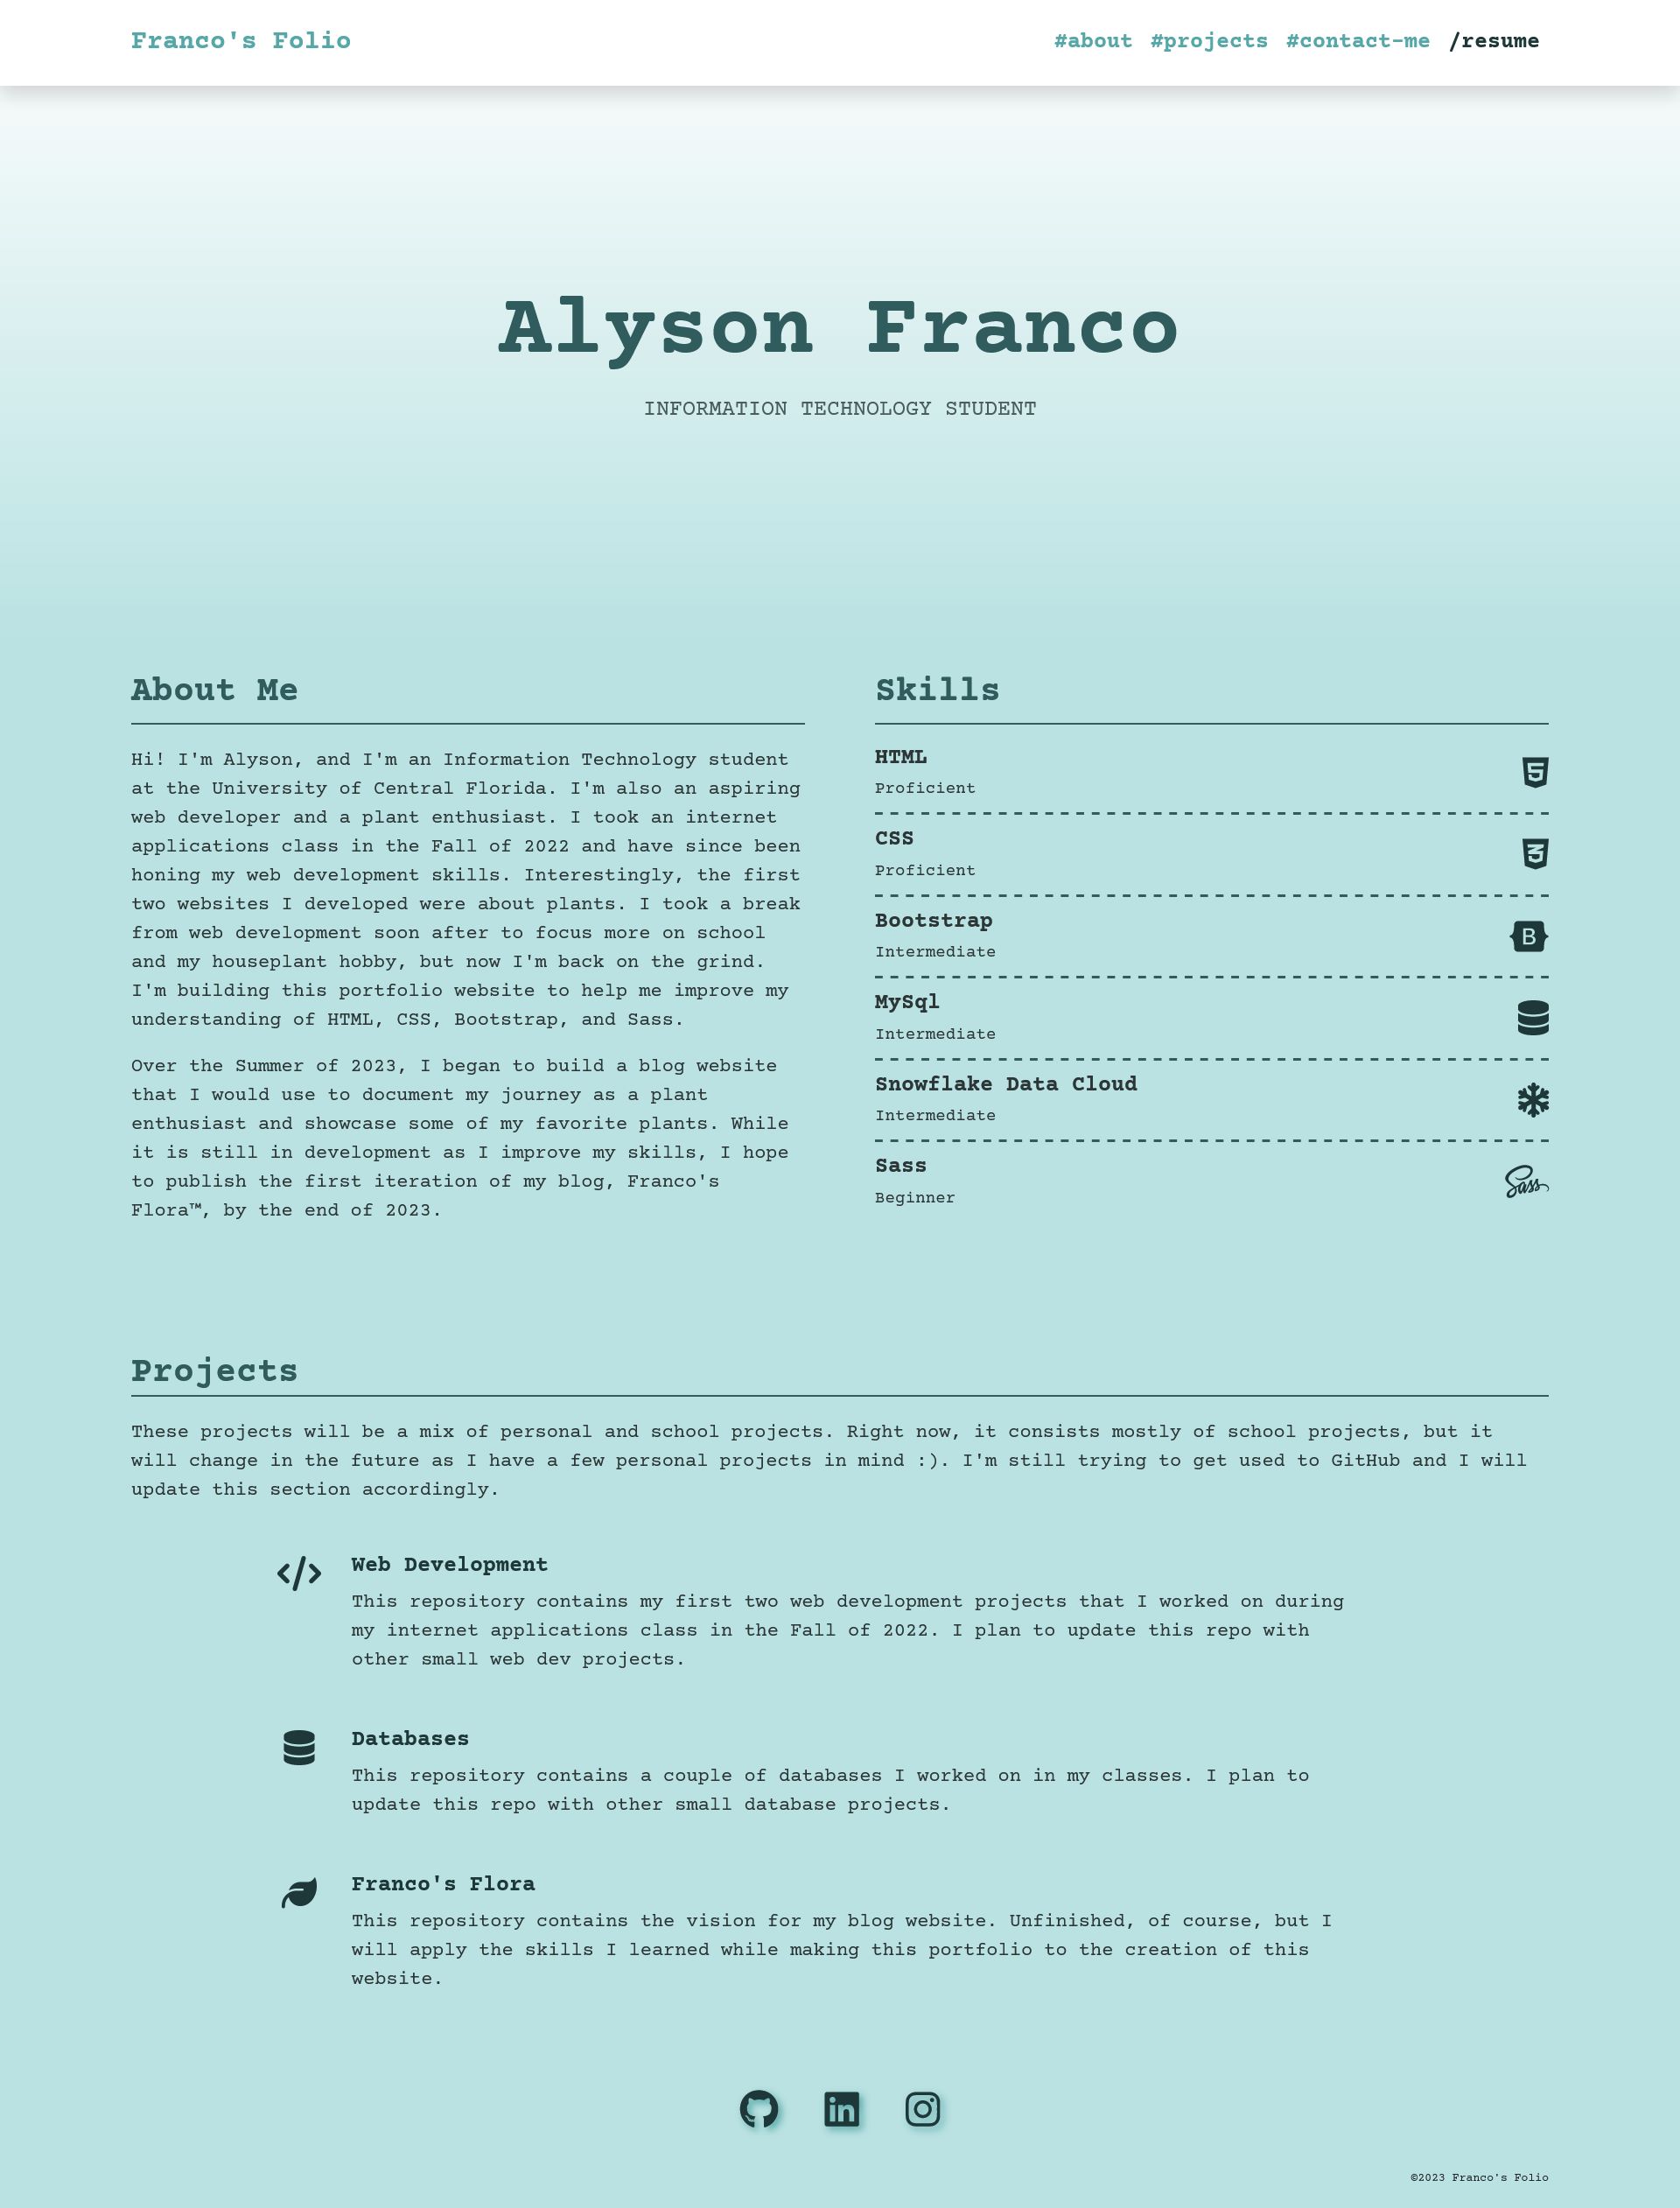 Franco's Folio
#about #projects #contact-me /resume
Alyson Franco
INFORMATION TECHNOLOGY STUDENT
About Me
Hi! I'm Alyson, and I'm an Information Technology student
at the University of Central Florida. I'm also an aspiring
web developer and a plant enthusiast. I took an internet
applications class in the Fall of 2022 and have since been
honing my web development skills. Interestingly, the first
two websites I developed were about plants. I took a break
from web development soon after to focus more on school
and my houseplant hobby, but now I'm back on the grind.
I'm building this portfolio website to help me improve my
understanding of HTML, CSS, Bootstrap, and Sass.
Over the Summer of 2023, I began to build a blog website
that I would use to document my journey as a plant
enthusiast and showcase some of my favorite plants. While
it is still in development as I improve my skills, I hope
to publish the first iteration of my blog, Franco's
Flora™, by the end of 2023.
Skills
HTML
Proficient
5
CSS
Proficient
3
Bootstrap
Intermediate
B
MySql
Intermediate
Snowflake Data Cloud
Intermediate
Sass
Beginner
Sass
Projects
These projects will be a mix of personal and school projects. Right now, it consists mostly of school projects, but it
will change in the future as I have a few personal projects in mind :). I'm still trying to get used to GitHub and I will
update this section accordingly.
</> Web Development
This repository contains my first two web development projects that I worked on during
my internet applications class in the Fall of 2022. I plan to update this repo with
other small web dev projects.
Databases
This repository contains a couple of databases I worked on in my classes. I plan to
update this repo with other small database projects.
Franco's Flora
This repository contains the vision for my blog website. Unfinished, of course, but I
will apply the skills I learned while making this portfolio to the creation of this
website.
in
©2023 Franco's Folio